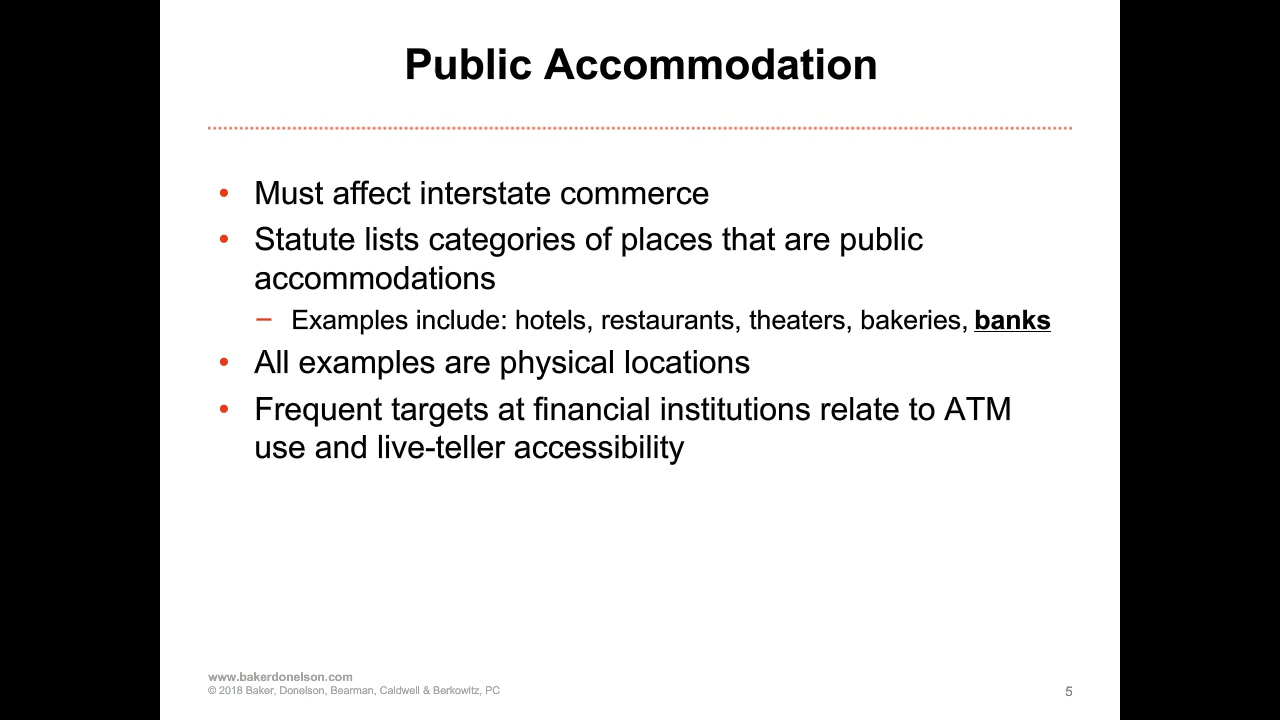 Public Accommodation
• Must affect interstate commerce
• Statute lists categories of places that are public
accommodations
– Examples include: hotels, restaurants, theaters, bakeries, banks
• All examples are physical locations
• Frequent targets at financial institutions relate to ATM
use and live-teller accessibility
www.bakerdonelson.com
© 2018 Baker, Donelson, Bearman, Caldwell & Berkowitz, PC
5